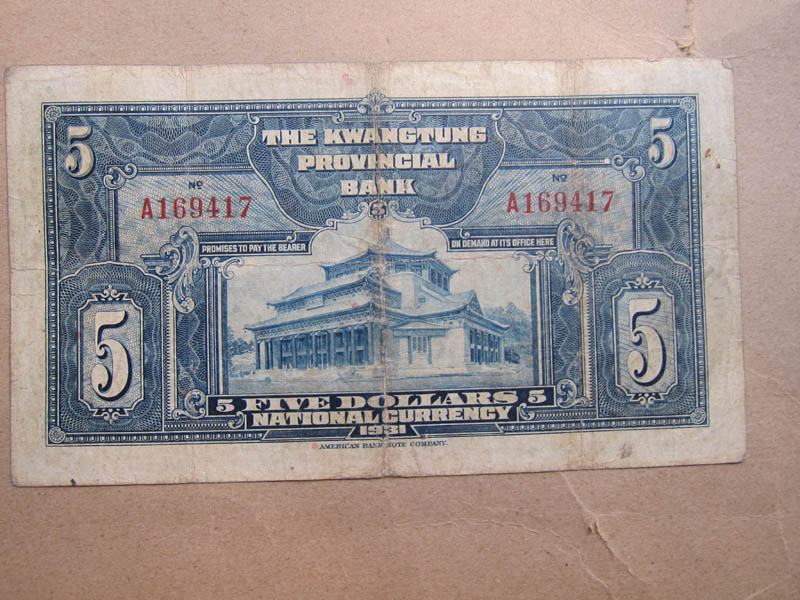 THE KWANGTUNG
PROVINCIAL
BANK
5
5
Nº
Nº
A169417
A169417
PROMISES TO PAY THE BEARER
ON DEMAND AT ITS OFFICE HERE
5
5
5 FIVE DOLLARS 5
NATIONAL CURRENCY
1931
AMERICAN BANK NOTE COMPANY.